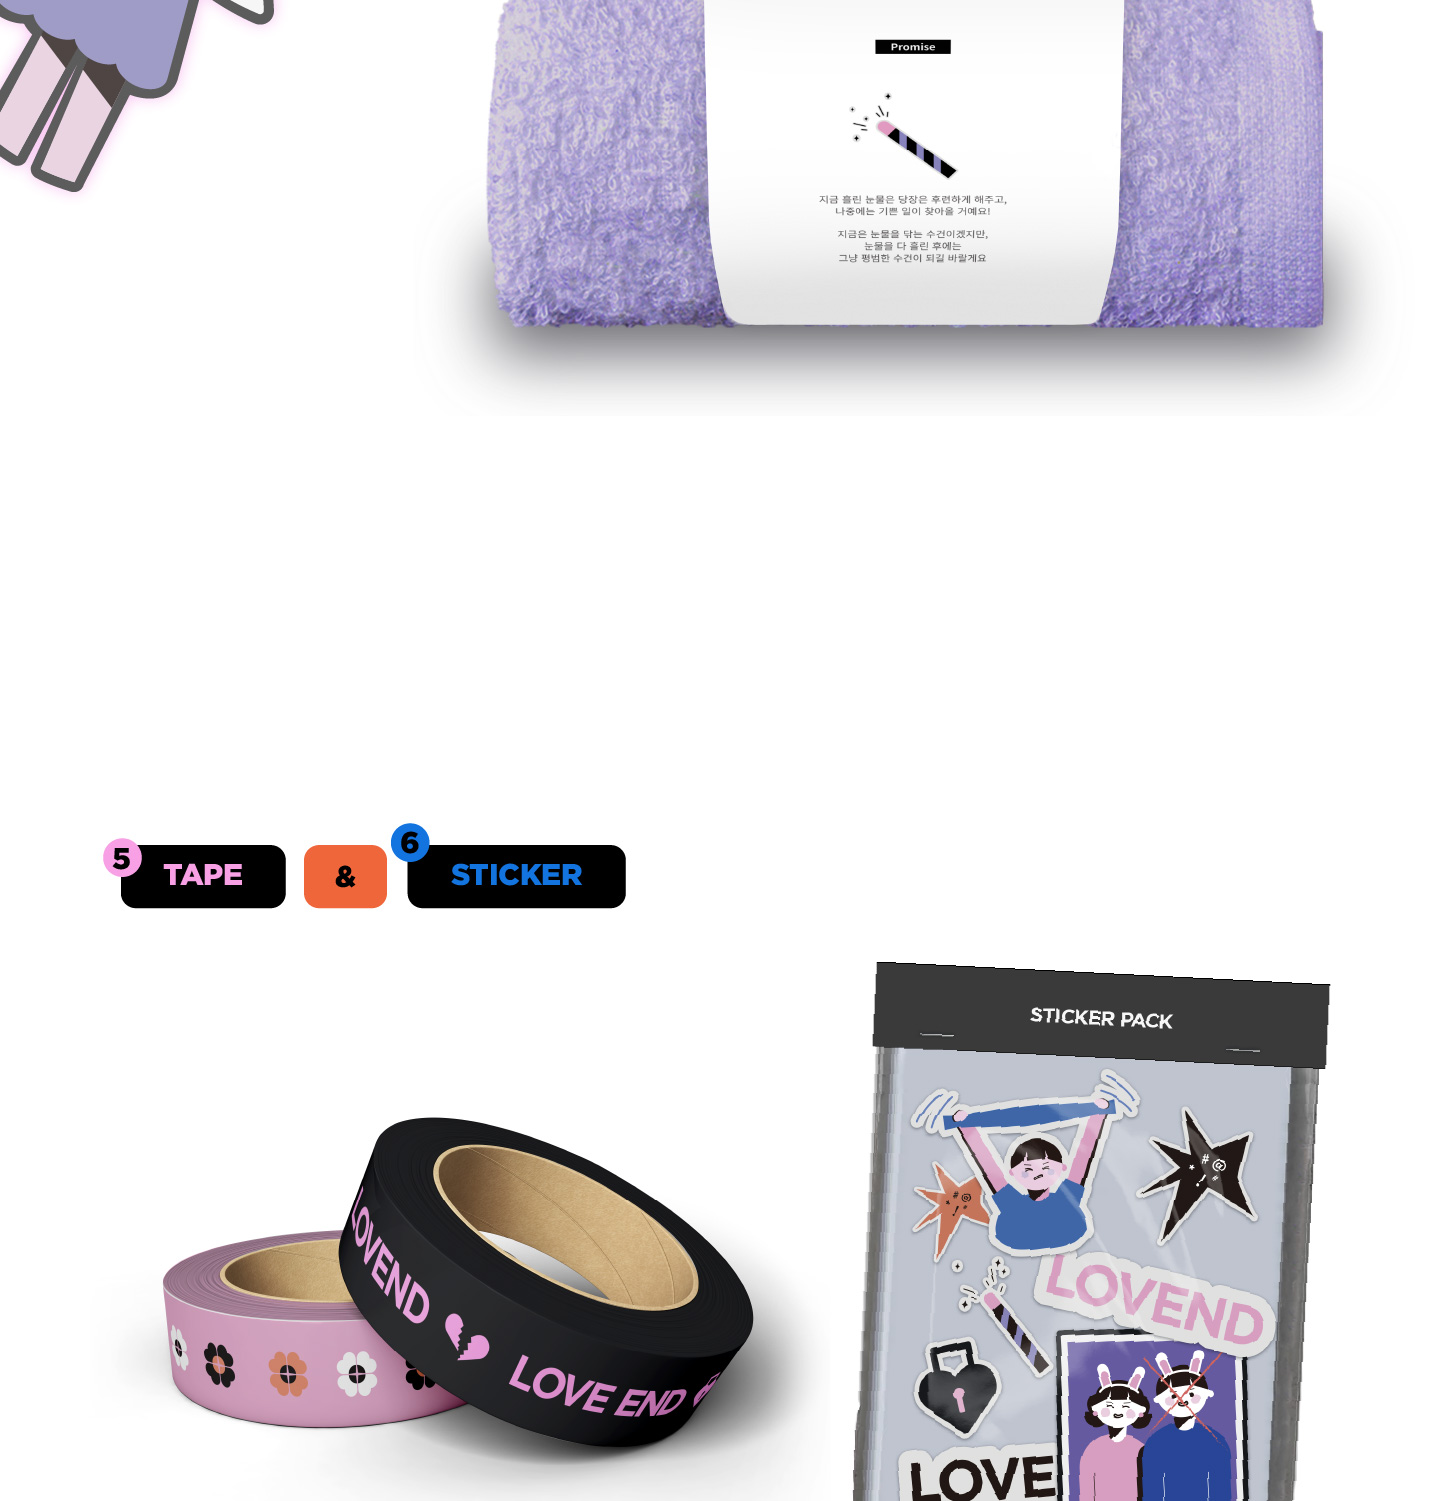 Promise
지금 흘린 눈물은 당장은 후련하게 해주고,
나중에는 기쁜 일이 찾아올 거예요!
지금은 눈물을 닦는 수건이겠지만,
눈물을 다 흘린 후에는
그냥 평범한 수건이 되길 바랄게요
5 TAPE & 6 STICKER
STICKER PACK
#@
!
#@
!#
LOVEND
LOVEND
LOVE END
LOVE